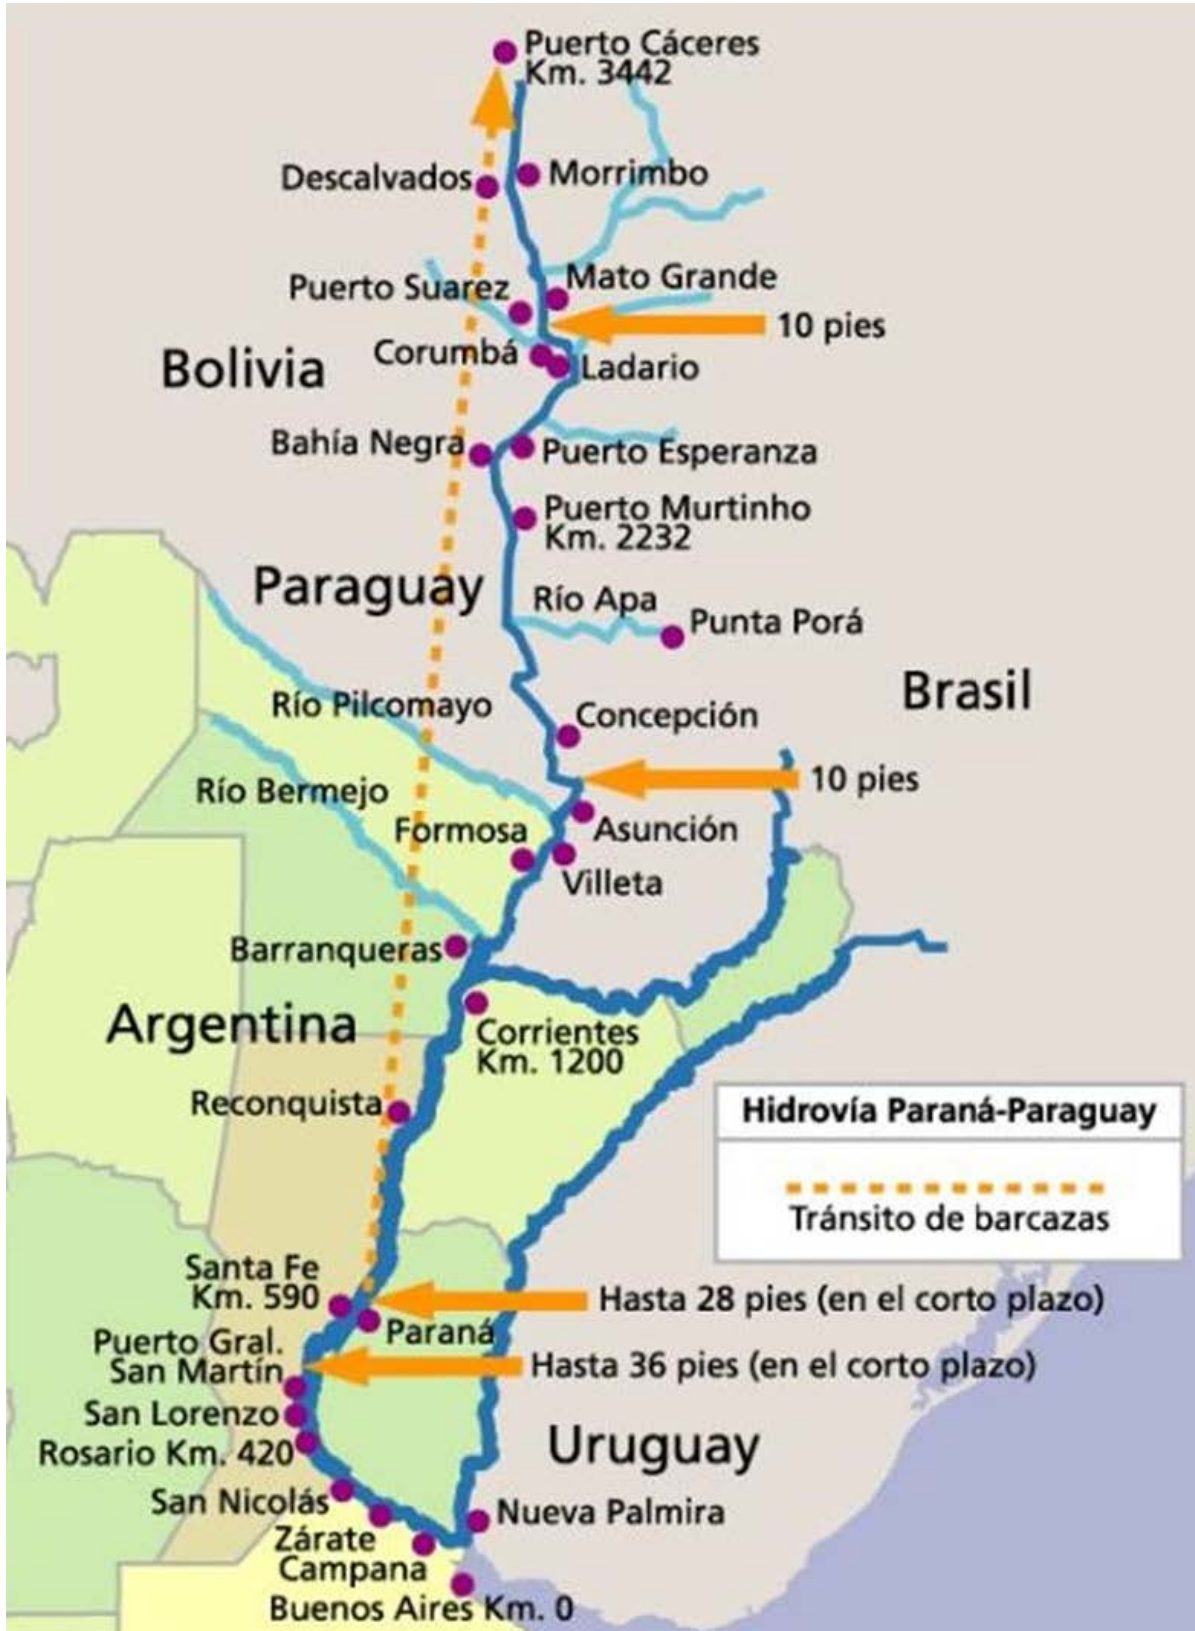 Puerto Cáceres
Km. 3442
Descalvados
Morrimbo
Puerto Suarez
Mato Grande
10 pies
Corumbá
Ladario
Bolivia
Bahía Negra
Puerto Esperanza
Puerto Murtinho
Km. 2232
Paraguay
Río Apa
Punta Porá
Brasil
Río Pilcomayo
Concepción
10 pies
Río Bermejo
Formosa
Asunción
Villeta
Barranqueras
Argentina
Corrientes
Km. 1200
Reconquista
Hidrovía Paraná-Paraguay
Tránsito de barcazas
Santa Fe
Km. 590
Hasta 28 pies (en el corto plazo)
Paraná
Puerto Gral.
San Martín
Hasta 36 pies (en el corto plazo)
San Lorenzo
Rosario Km. 420
Uruguay
San Nicolás
Nueva Palmira
Zárate
Campana
Buenos Aires Km. 0